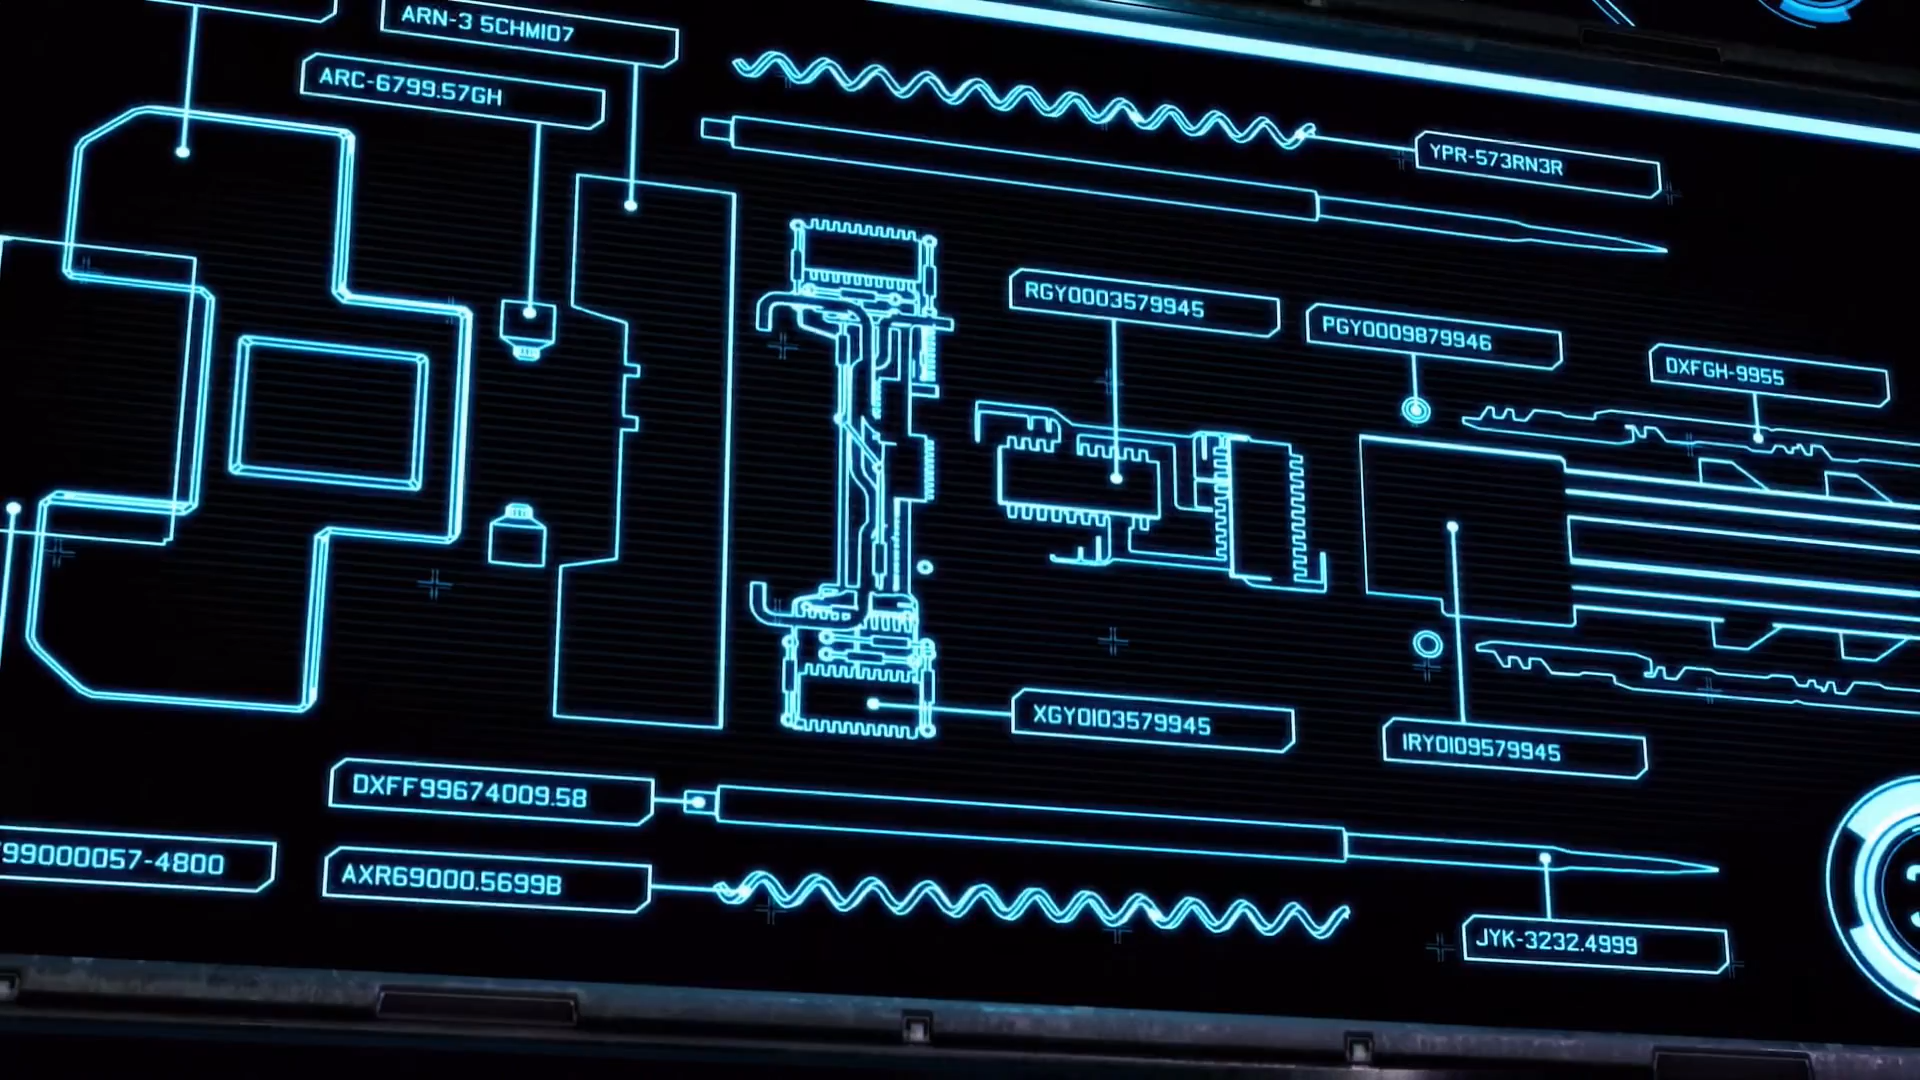 ARN-3 5CHMI07
ARC-6799.57GH
YPR-573RN3R
RGY0003579945
PGY0009879946
DXFGH-9955
XGY0103579945
IRY0109579945
DXFF99674009.58
99000057-4800
AXR69000.5699B
JYK-3232.4999